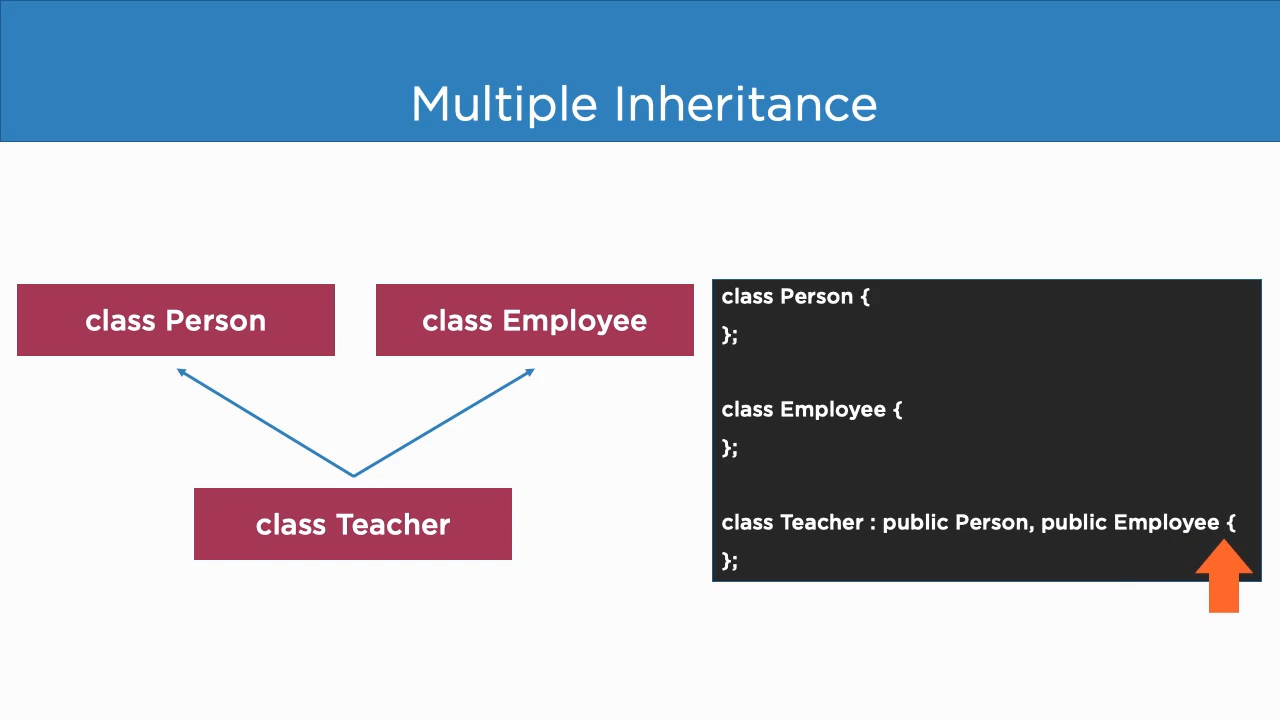 Multiple Inheritance
class Person
class Employee
class Teacher
class Person {
};
class Employee {
};
class Teacher : public Person, public Employee {
};